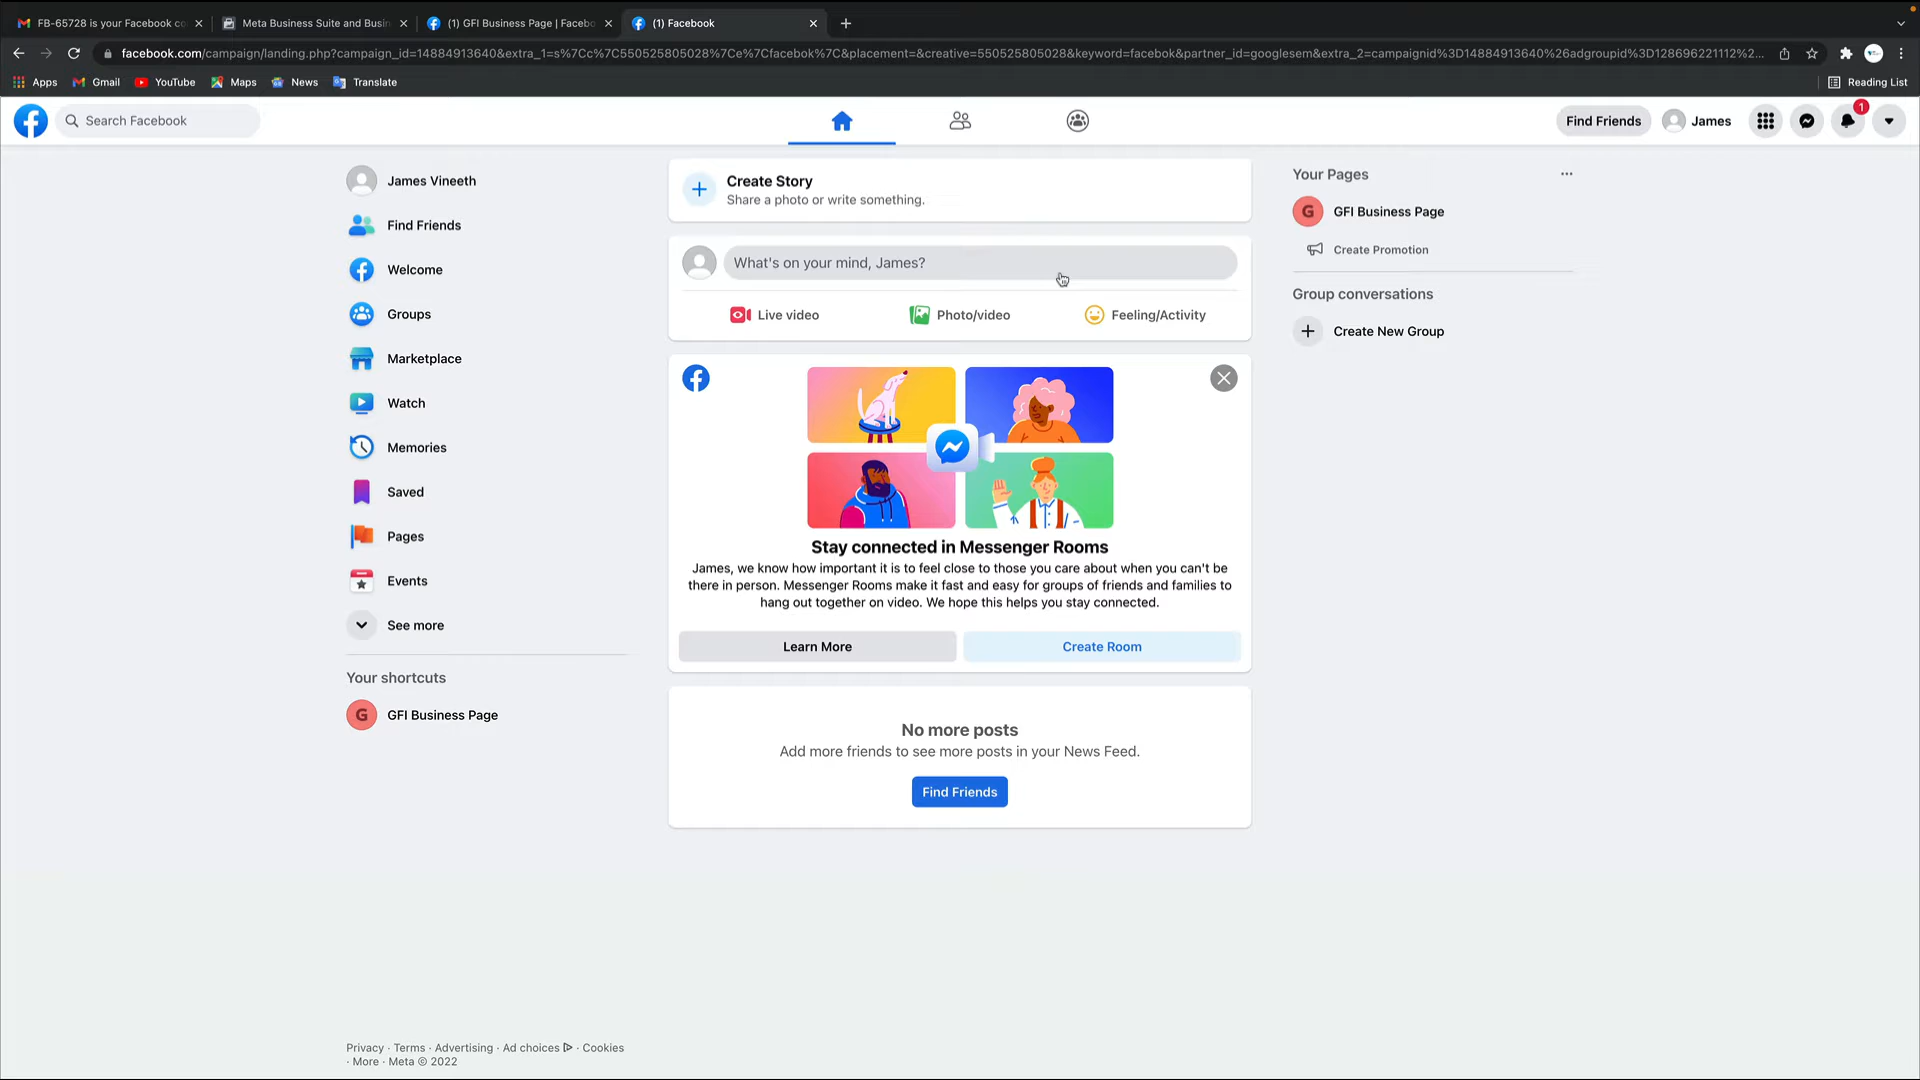 FB-65728 is your Facebook co
Meta Business Suite and Busin
(1) GFI Business Page | Facebo
(1) Facebook
facebook.com/campaign/landing.php?campaign_id=14884913640&extra_1=s%7Cc%7C550525805028%7Ce%7Cfacebok%7C&placement=&creative=550525805028&keyword=facebok&partner_id=googlesem&extra_2=campaignid%3D14884913640%26adgroupid%3D128696221112%2...
Apps
Gmail
YouTube
Maps
News
Translate
Reading List
Search Facebook
Find Friends
James
1
James Vineeth
Find Friends
Welcome
Groups
Marketplace
Watch
Memories
Saved
Pages
Events
See more
Your shortcuts
G
GFI Business Page
Create Story
Share a photo or write something.
What's on your mind, James?
Live video
Photo/video
Feeling/Activity
Stay connected in Messenger Rooms
James, we know how important it is to feel close to those you care about when you can't be
there in person. Messenger Rooms make it fast and easy for groups of friends and families to
hang out together on video. We hope this helps you stay connected.
Learn More
Create Room
No more posts
Add more friends to see more posts in your News Feed.
Find Friends
Your Pages
G
GFI Business Page
Create Promotion
Group conversations
Create New Group
Privacy · Terms · Advertising · Ad choices · Cookies
· More · Meta © 2022